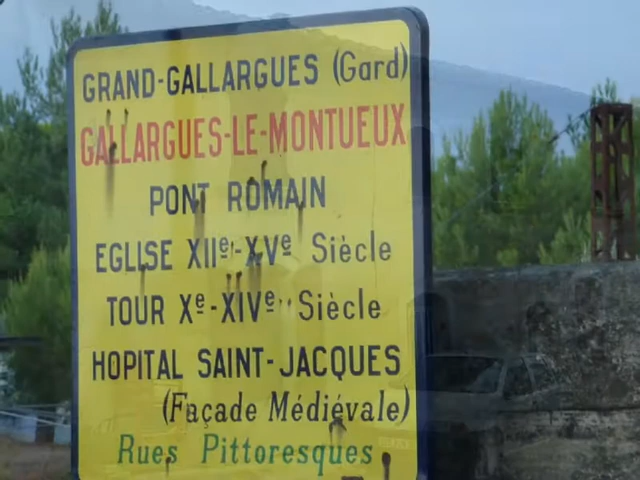 GRAND-GALLARGUES (Gard)
GALLARGUES-LE-MONTUEUX
PONT ROMAIN
EGLISE XIIe-XVe Siècle
TOUR Xe-XIVe Siècle
HOPITAL SAINT-JACQUES
(Façade Médiévale)
Rues Pittoresques